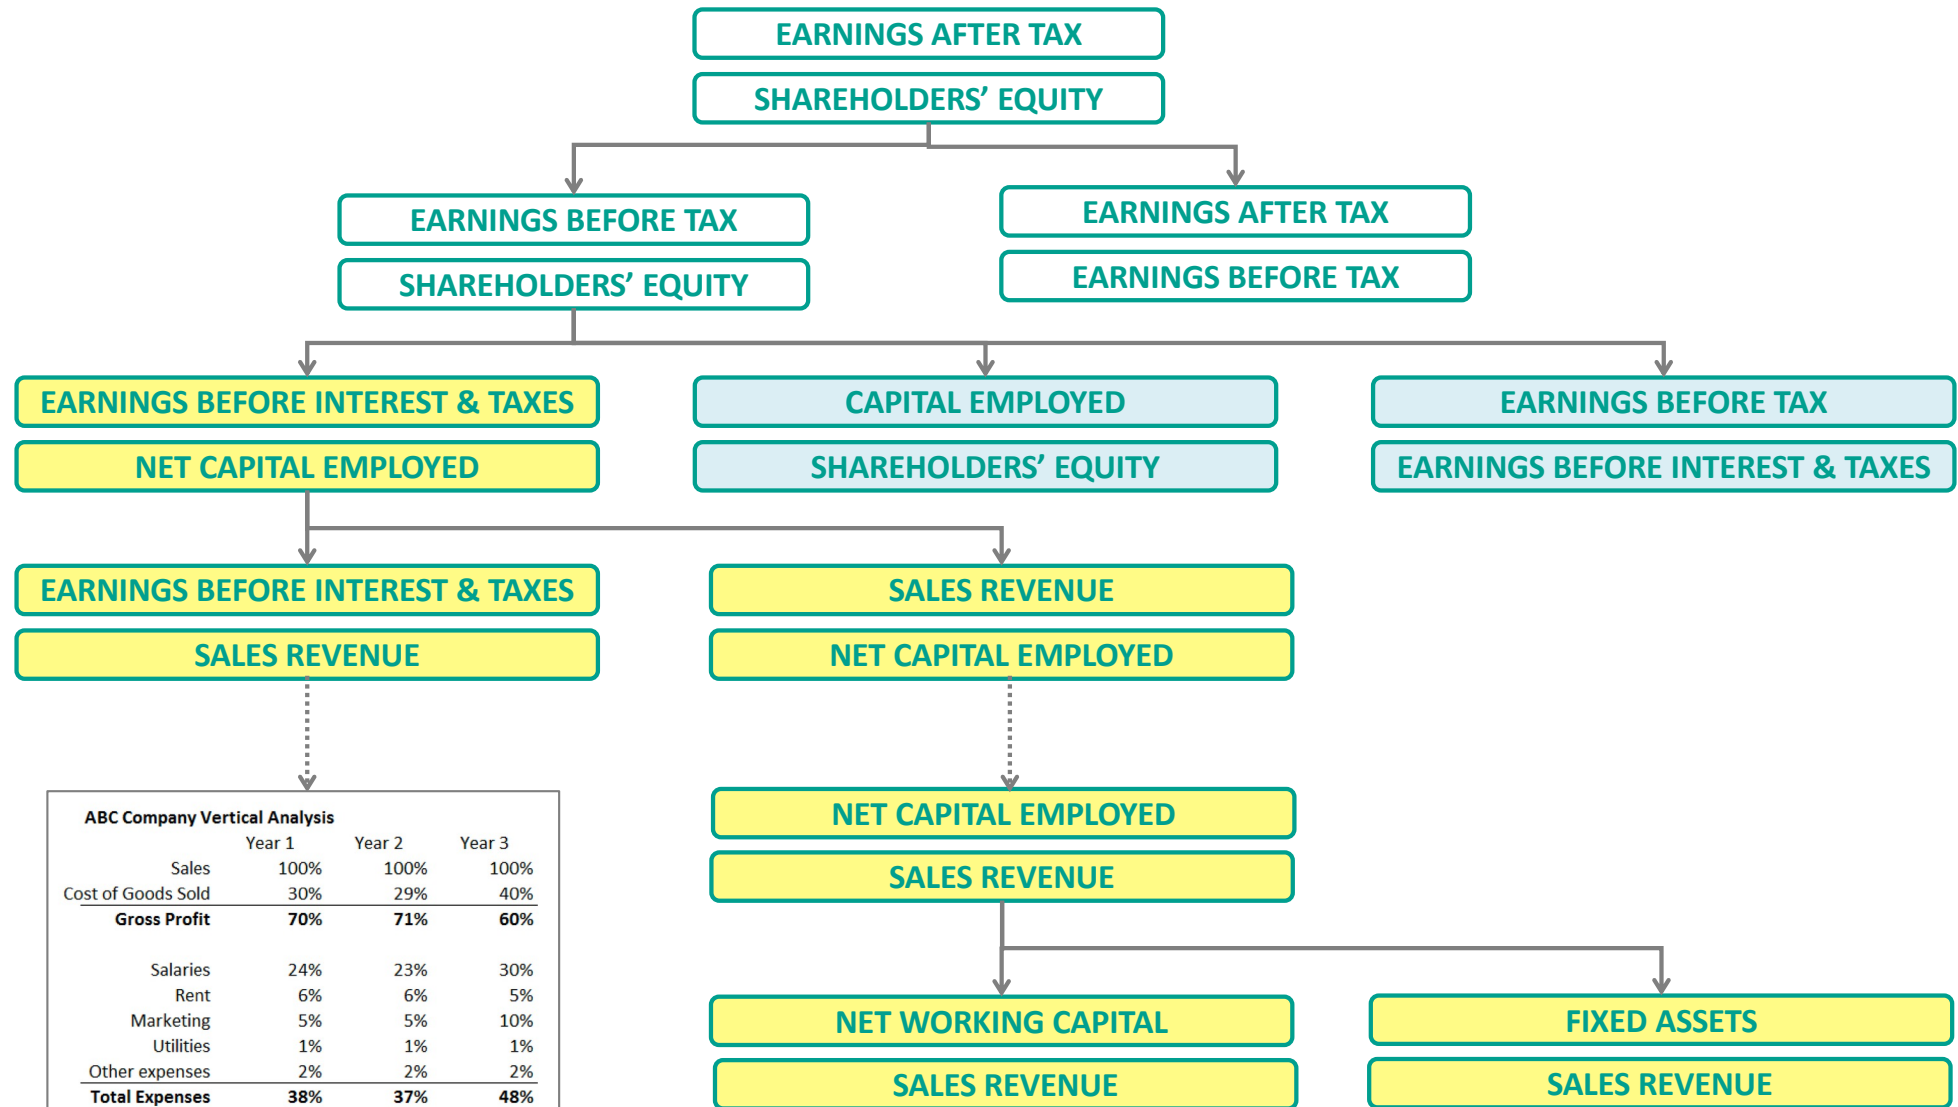 EARNINGS AFTER TAX
SHAREHOLDERS’ EQUITY
EARNINGS BEFORE TAX
SHAREHOLDERS’ EQUITY
EARNINGS AFTER TAX
EARNINGS BEFORE TAX
EARNINGS BEFORE INTEREST & TAXES
NET CAPITAL EMPLOYED
CAPITAL EMPLOYED
SHAREHOLDERS’ EQUITY
EARNINGS BEFORE TAX
EARNINGS BEFORE INTEREST & TAXES
EARNINGS BEFORE INTEREST & TAXES
SALES REVENUE
SALES REVENUE
NET CAPITAL EMPLOYED
ABC Company Vertical Analysis
Year 1 Year 2 Year 3
Sales 100% 100% 100%
Cost of Goods Sold 30% 29% 40%
Gross Profit 70% 71% 60%
Salaries 24% 23% 30%
Rent 6% 6% 5%
Marketing 5% 5% 10%
Utilities 1% 1% 1%
Other expenses 2% 2% 2%
Total Expenses 38% 37% 48%
NET CAPITAL EMPLOYED
SALES REVENUE
NET WORKING CAPITAL
SALES REVENUE
FIXED ASSETS
SALES REVENUE